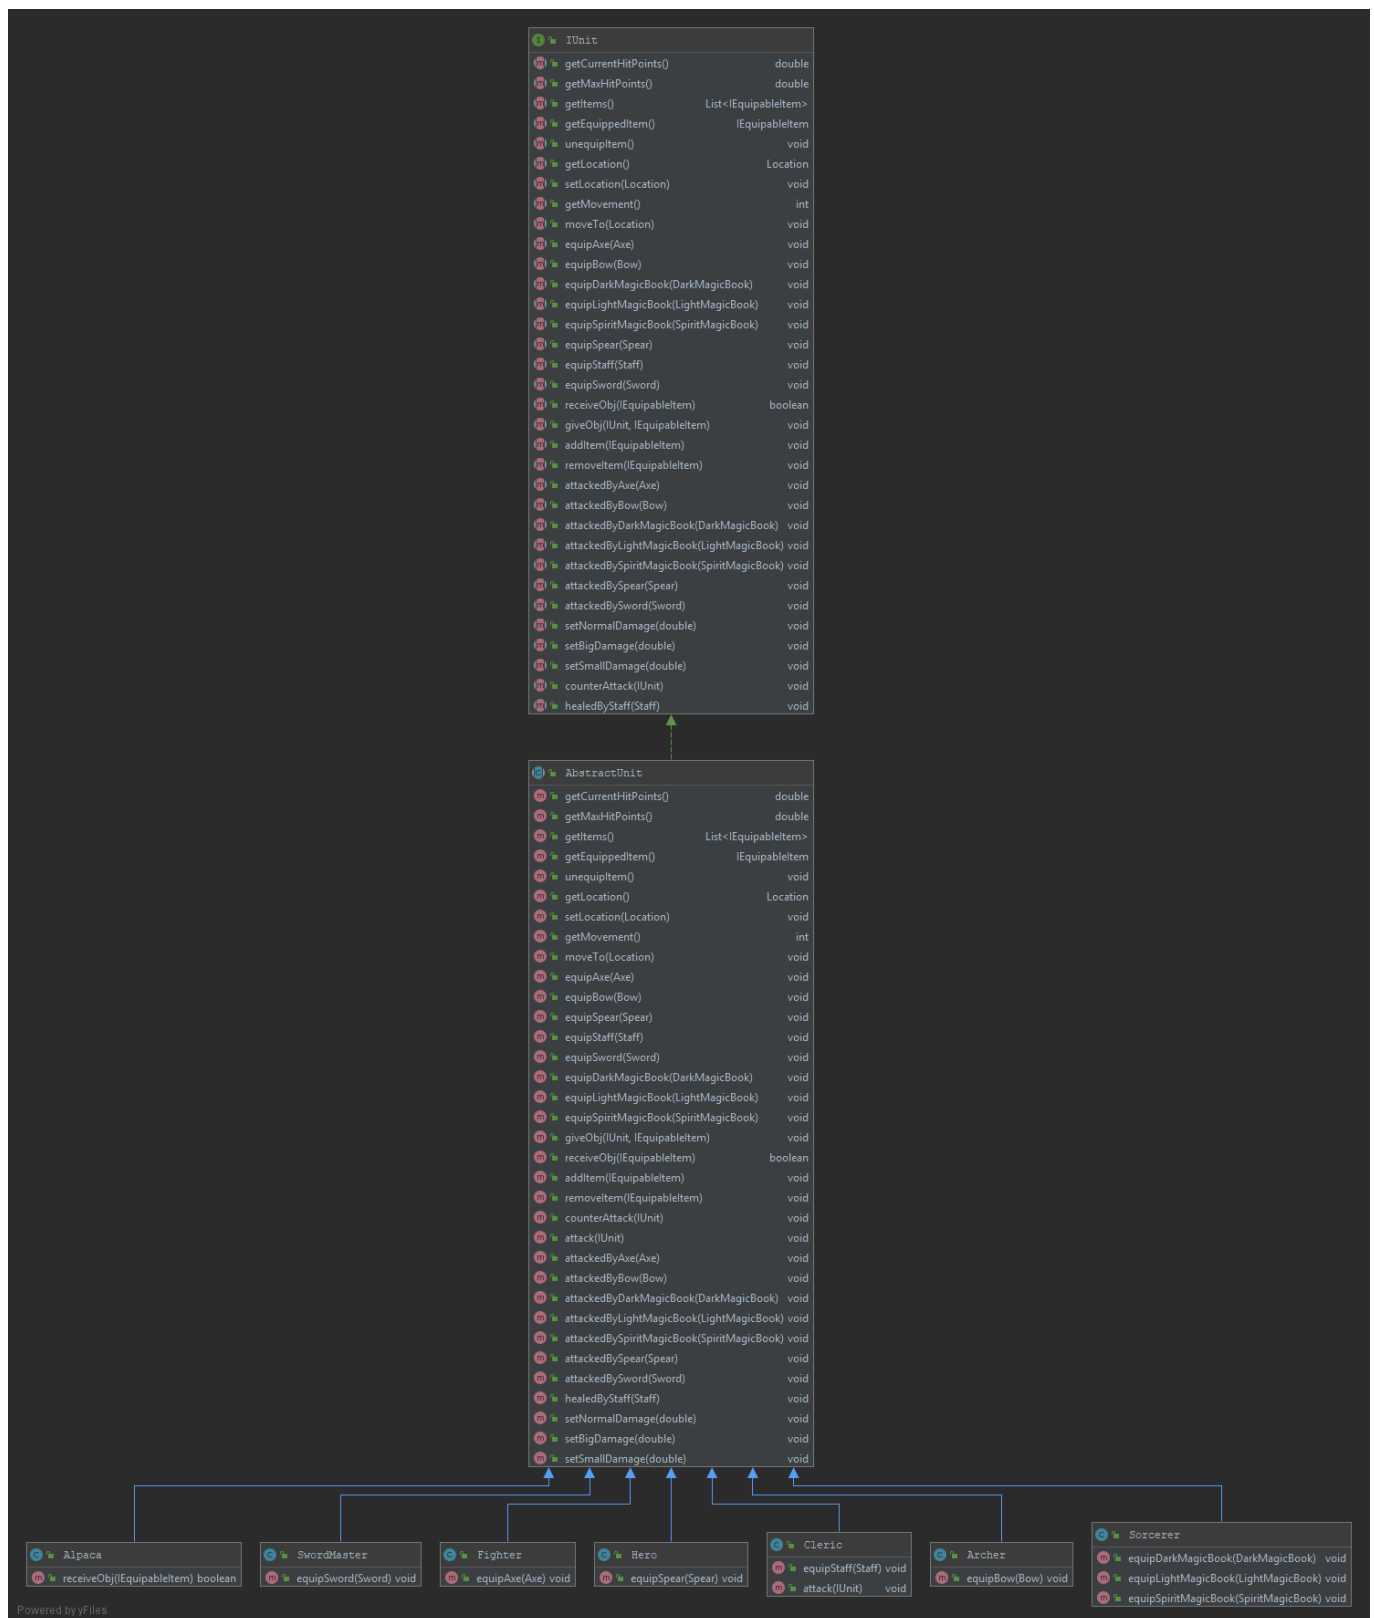 IUnit
getCurrentHitPoints() double
getMaxHitPoints() double
getItems() List<IEquipableItem>
getEquippedItem() IEquipableItem
unequipItem() void
getLocation() Location
setLocation(Location) void
getMovement() int
moveTo(Location) void
equipAxe(Axe) void
equipBow(Bow) void
equipDarkMagicBook(DarkMagicBook) void
equipLightMagicBook(LightMagicBook) void
equipSpiritMagicBook(SpiritMagicBook) void
equipSpear(Spear) void
equipStaff(Staff) void
equipSword(Sword) void
receiveObj(IEquipableItem) boolean
giveObj(IUnit, IEquipableItem) void
addItem(IEquipableItem) void
removeItem(IEquipableItem) void
attackedByAxe(Axe) void
attackedByBow(Bow) void
attackedByDarkMagicBook(DarkMagicBook) void
attackedByLightMagicBook(LightMagicBook) void
attackedBySpiritMagicBook(SpiritMagicBook) void
attackedBySpear(Spear) void
attackedBySword(Sword) void
setNormalDamage(double) void
setBigDamage(double) void
setSmallDamage(double) void
counterAttack(IUnit) void
healedByStaff(Staff) void
AbstractUnit
getCurrentHitPoints() double
getMaxHitPoints() double
getItems() List<IEquipableItem>
getEquippedItem() IEquipableItem
unequipItem() void
getLocation() Location
setLocation(Location) void
getMovement() int
moveTo(Location) void
equipAxe(Axe) void
equipBow(Bow) void
equipSpear(Spear) void
equipStaff(Staff) void
equipSword(Sword) void
equipDarkMagicBook(DarkMagicBook) void
equipLightMagicBook(LightMagicBook) void
equipSpiritMagicBook(SpiritMagicBook) void
giveObj(IUnit, IEquipableItem) void
receiveObj(IEquipableItem) boolean
addItem(IEquipableItem) void
removeItem(IEquipableItem) void
counterAttack(IUnit) void
attack(IUnit) void
attackedByAxe(Axe) void
attackedByBow(Bow) void
attackedByDarkMagicBook(DarkMagicBook) void
attackedByLightMagicBook(LightMagicBook) void
attackedBySpiritMagicBook(SpiritMagicBook) void
attackedBySpear(Spear) void
attackedBySword(Sword) void
healedByStaff(Staff) void
setNormalDamage(double) void
setBigDamage(double) void
setSmallDamage(double) void
Alpaca
receiveObj(IEquipableItem) boolean
SwordMaster
equipSword(Sword) void
Fighter
equipAxe(Axe) void
Hero
equipSpear(Spear) void
Cleric
equipStaff(Staff) void
attack(IUnit) void
Archer
equipBow(Bow) void
Sorcerer
equipDarkMagicBook(DarkMagicBook) void
equipLightMagicBook(LightMagicBook) void
equipSpiritMagicBook(SpiritMagicBook) void
Powered by yFiles